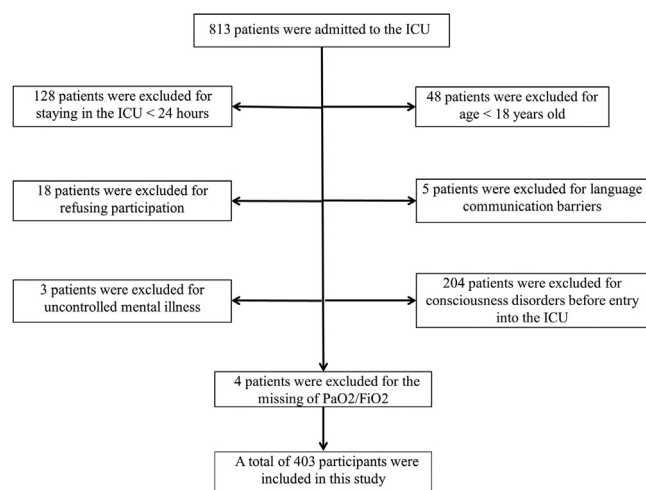 813 patients were admitted to the ICU
128 patients were excluded for
staying in the ICU < 24 hours
48 patients were excluded for
age < 18 years old
18 patients were excluded for
refusing participation
5 patients were excluded for language
communication barriers
3 patients were excluded for
uncontrolled mental illness
204 patients were excluded for
consciousness disorders before entry
into the ICU
4 patients were excluded for the
missing of PaO2/FiO2
A total of 403 participants were
included in this study